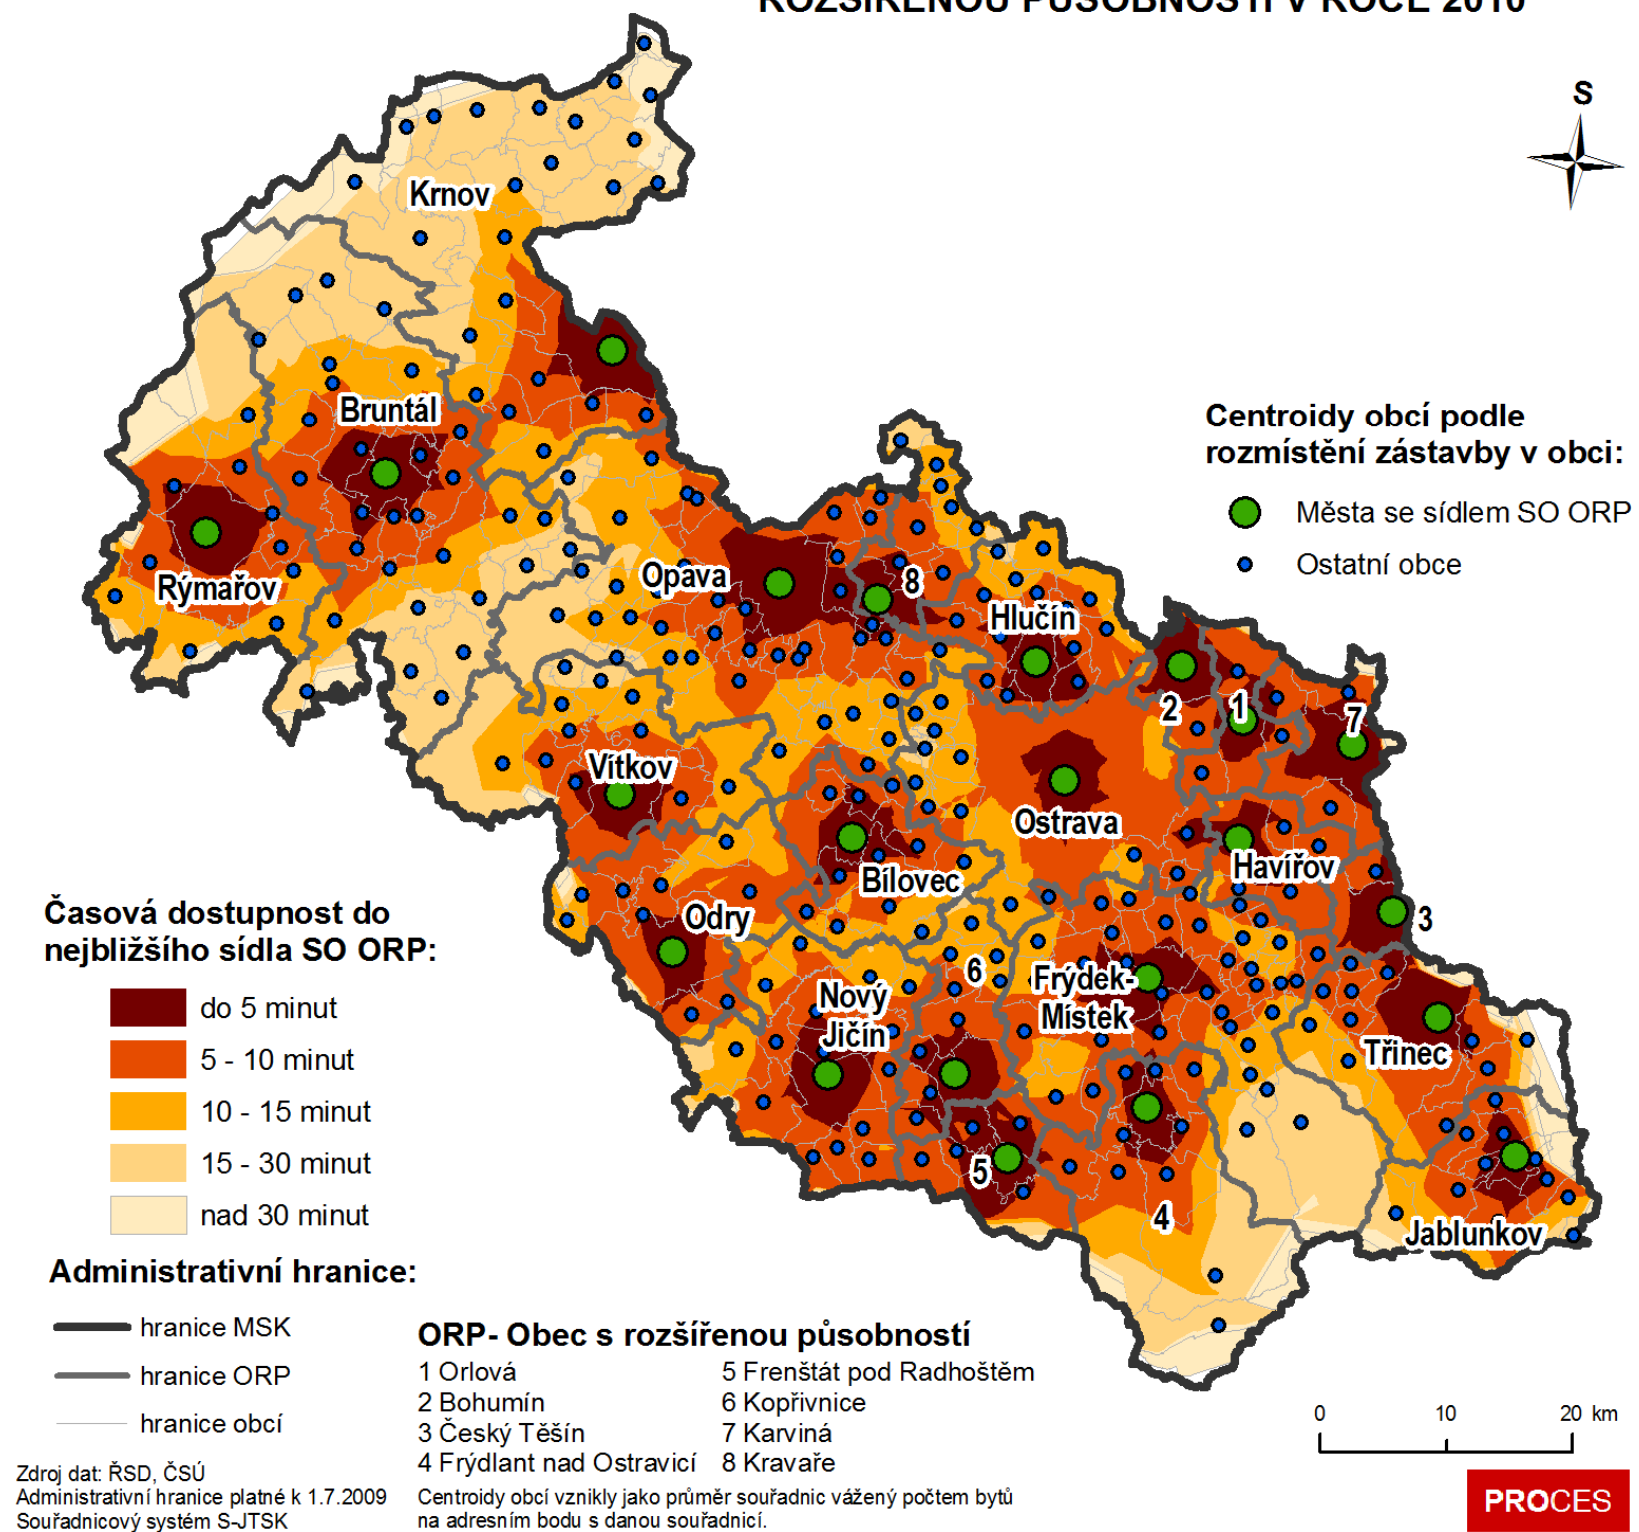 ROZŠÍŘENOU PŮSOBNOSTÍ V ROCE 2010
S
Krnov
Bruntál
Rýmařov
Opava
8
Hlučín
2
1
7
Vítkov
Ostrava
Havířov
Bílovec
Odry
3
6
Frýdek-
Místek
Nový
Jičín
Třinec
5
4
Jablunkov
Centroidy obcí podle
rozmístění zástavby v obci:
Města se sídlem SO ORP
Ostatní obce
Časová dostupnost do
nejbližšího sídla SO ORP:
do 5 minut
5 - 10 minut
10 - 15 minut
15 - 30 minut
nad 30 minut
Administrativní hranice:
hranice MSK
hranice ORP
hranice obcí
Zdroj dat: ŘSD, ČSÚ
Administrativní hranice platné k 1.7.2009
Souřadnicový systém S-JTSK
ORP- Obec s rozšířenou působností
1 Orlová
2 Bohumín
3 Český Těšín
4 Frýdlant nad Ostravicí
5 Frenštát pod Radhoštěm
6 Kopřivnice
7 Karviná
8 Kravaře
Centroidy obcí vznikly jako průměr souřadnic vážený počtem bytů
na adresním bodu s danou souřadnicí.
0 10 20 km
PROCES